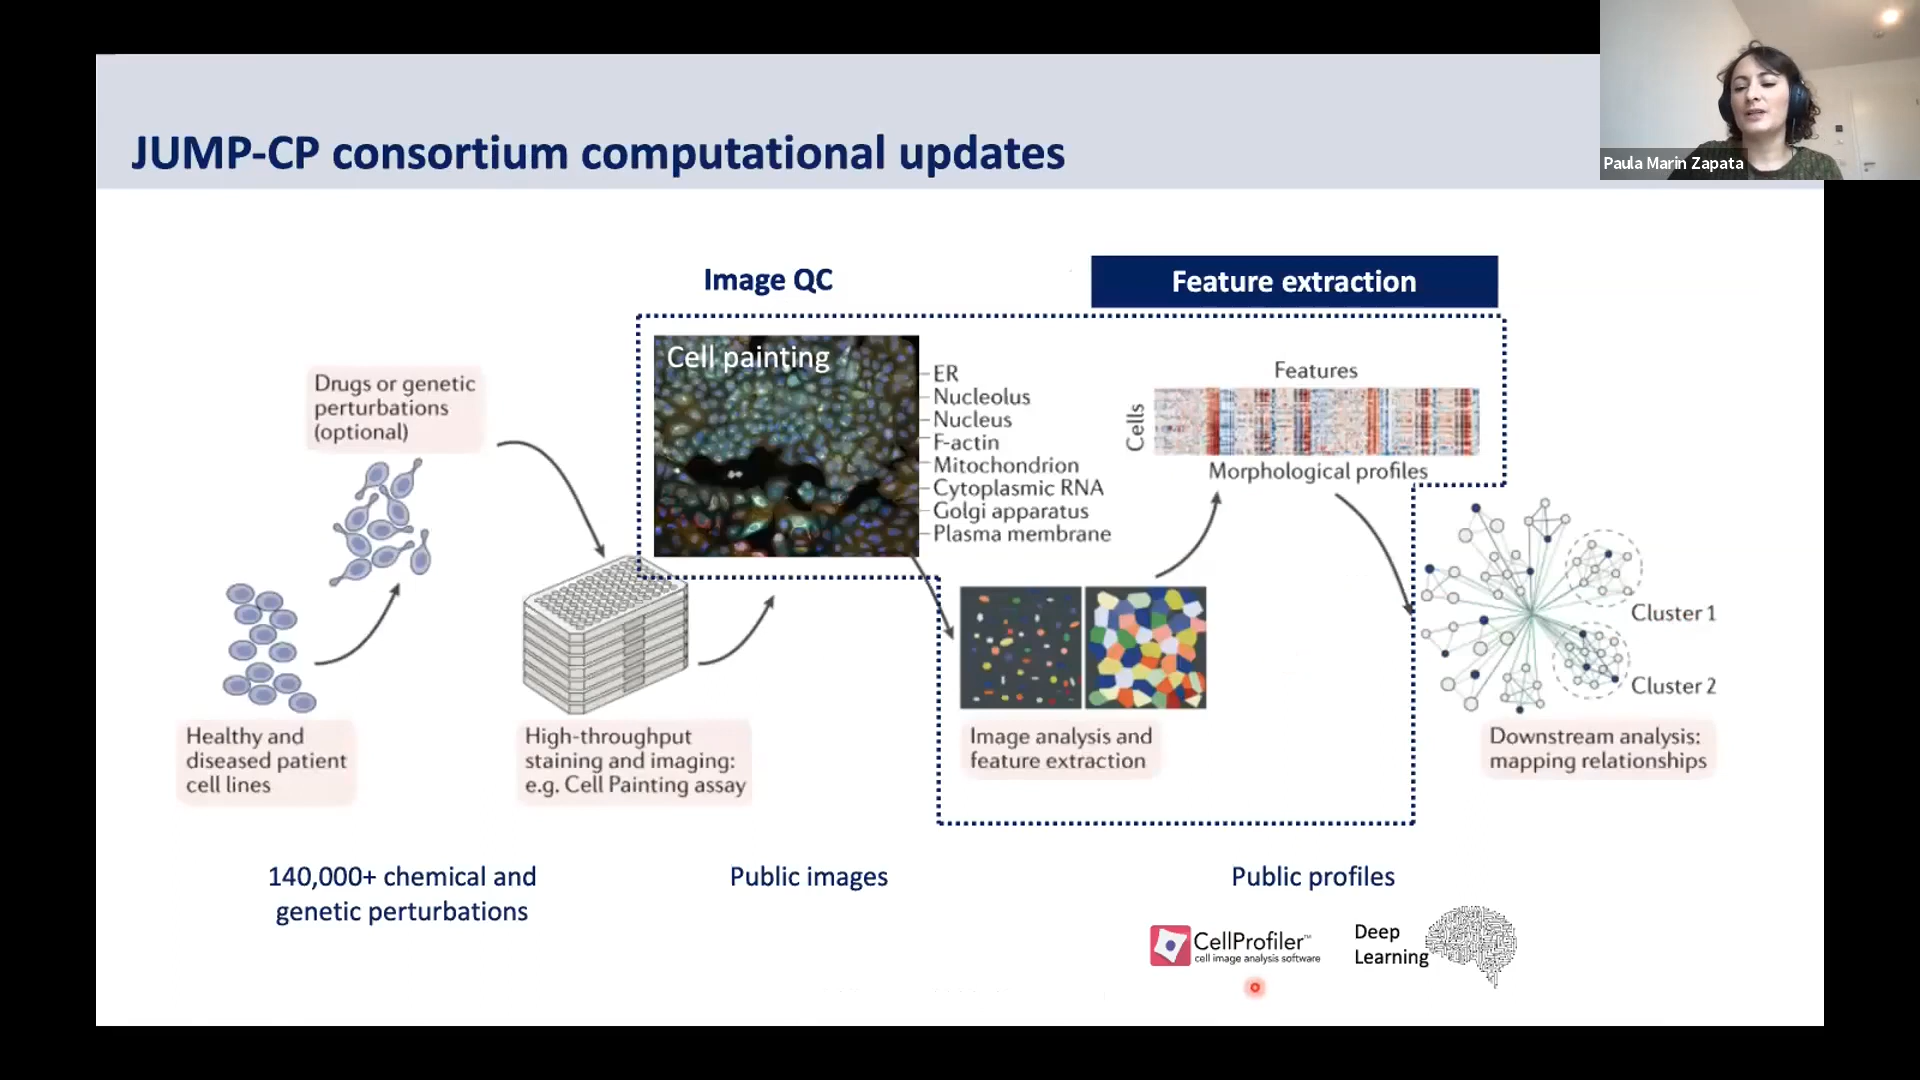 Paula Marin Zapata
JUMP-CP consortium computational updates
Image QC
Feature extraction
Cell painting
ER
Nucleolus
Nucleus
F-actin
Mitochondrion
Cytoplasmic RNA
Golgi apparatus
Plasma membrane
Features
Cells
Morphological profiles
Drugs or genetic
perturbations
(optional)
Cluster 1
Cluster 2
Healthy and
diseased patient
cell lines
High-throughput
staining and imaging:
e.g. Cell Painting assay
Image analysis and
feature extraction
Downstream analysis:
mapping relationships
140,000+ chemical and
genetic perturbations
Public images
Public profiles
CellProfiler™
cell image analysis software
Deep
Learning